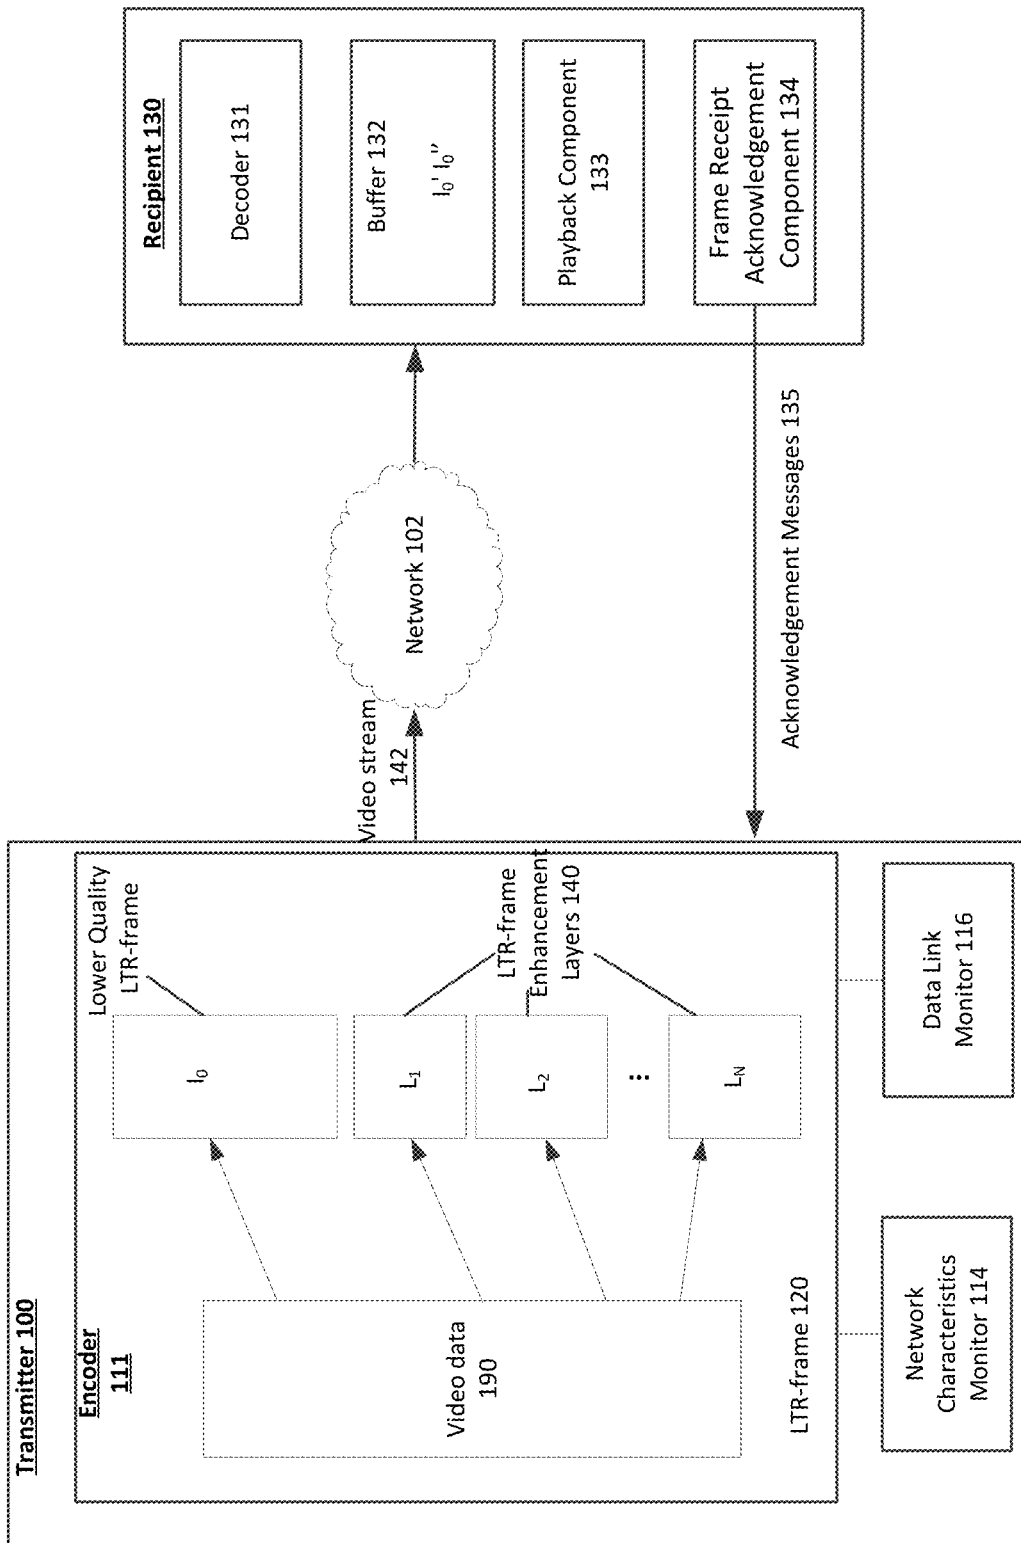 Transmitter 100
Encoder
111
Video data
190
LTR-frame 120
Lower Quality
LTR-frame
I0
L1
L2
⋮
LN
LTR-frame
Enhancement
Layers 140
Network
Characteristics
Monitor 114
Data Link
Monitor 116
Video stream
142
Network 102
Acknowledgement Messages 135
Recipient 130
Decoder 131
Buffer 132
I0' I0''
Playback Component
133
Frame Receipt
Acknowledgement
Component 134